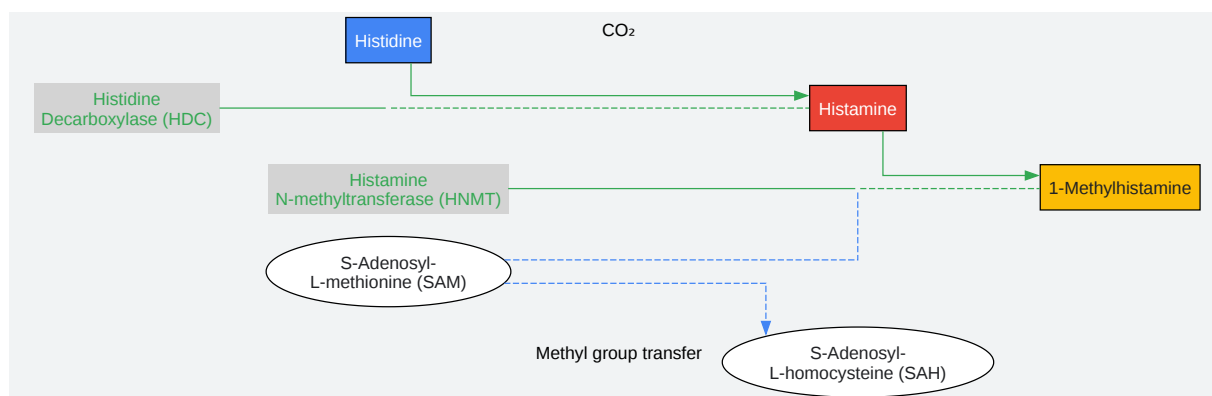 CO₂
Histidine
Histidine
Decarboxylase (HDC)
Histamine
Histamine
N-methyltransferase (HNMT)
1-Methylhistamine
S-Adenosyl-
L-methionine (SAM)
Methyl group transfer
S-Adenosyl-
L-homocysteine (SAH)